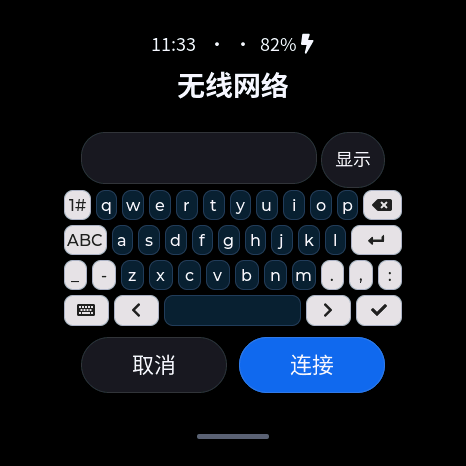 11:33 • • 82%
无线网络
显示
1# q w e r t y u i o p
ABC a s d f g h j k l
_ - z x c v b n m . , :
取消 连接